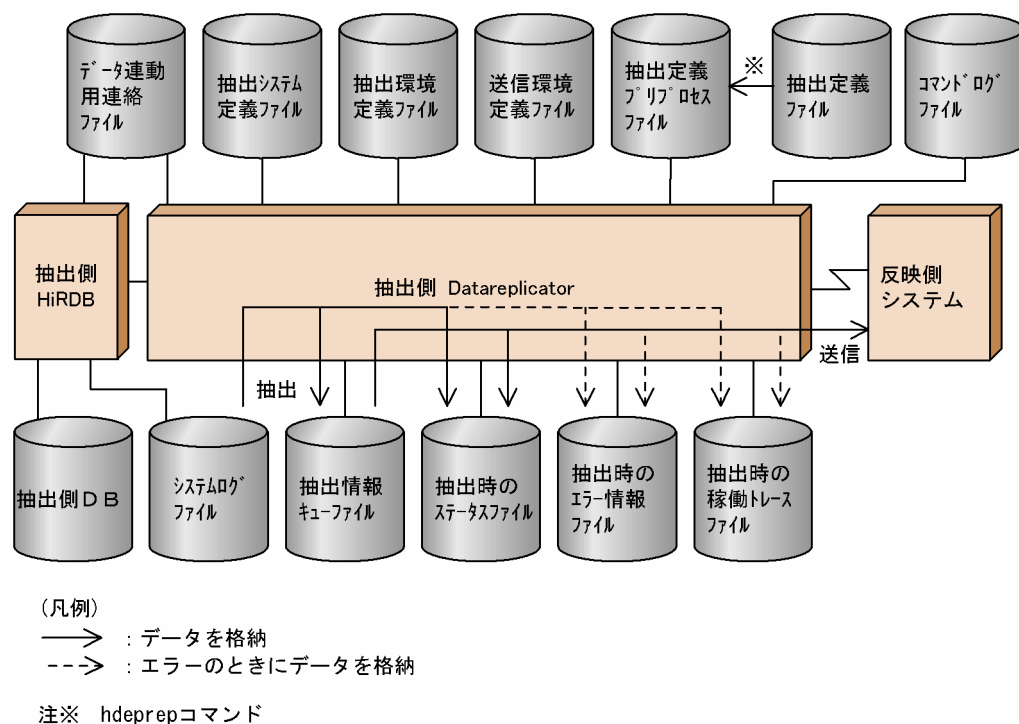 データ連動
用連絡
ファイル
抽出システム
定義ファイル
抽出環境
定義ファイル
送信環境
定義ファイル
抽出定義
プリプロセス
ファイル
※
抽出定義
ファイル
コマンドログ
ファイル
抽出側
HiRDB
抽出側 Datareplicator
反映側
システム
抽出
送信
抽出側DB
システムログ
ファイル
抽出情報
キューファイル
抽出時の
ステータスファイル
抽出時の
エラー情報
ファイル
抽出時の
稼働トレース
ファイル
(凡例)
:データを格納
:エラーのときにデータを格納
注※ hdeprepコマンド